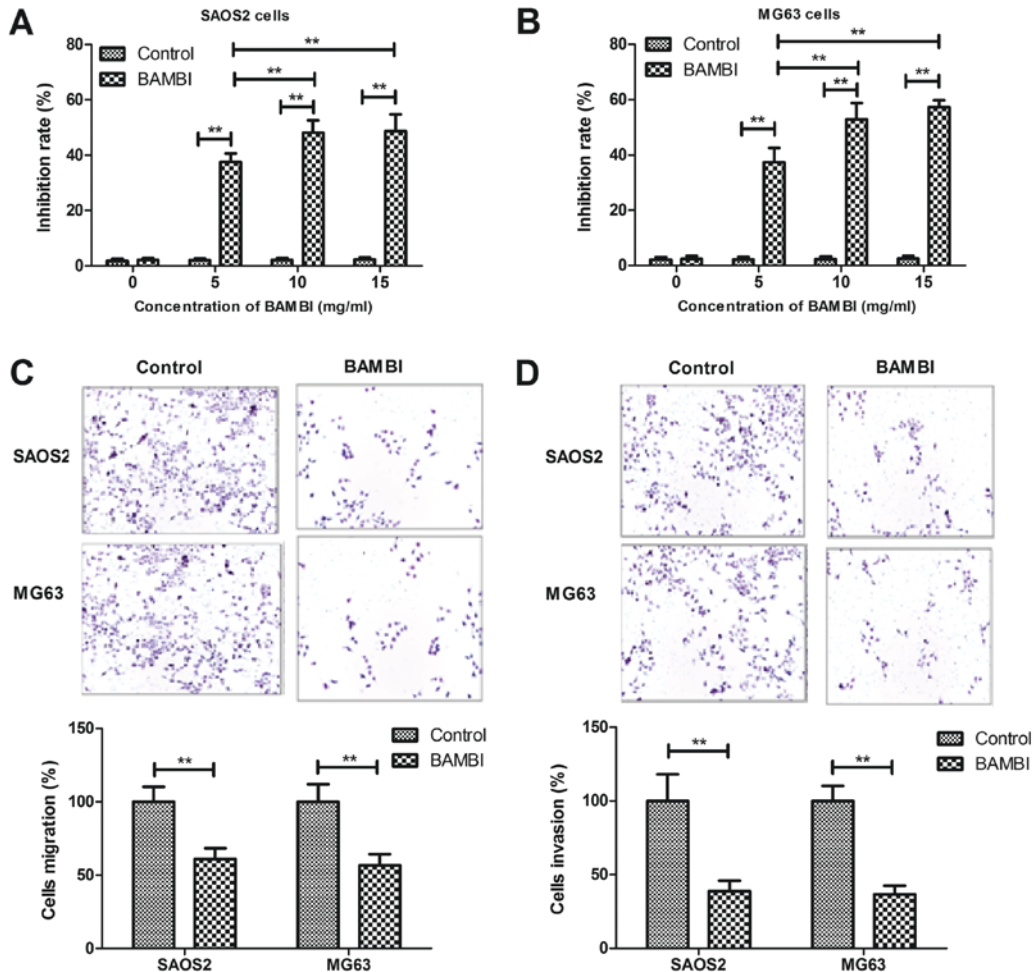 A
SAOS2 cells
Control
BAMBI
**
**
**
**
**
Inhibition rate (%)
80
60
40
20
0
0 5 10 15
Concentration of BAMBI (mg/ml)
B
MG63 cells
Control
BAMBI
**
**
**
**
**
Inhibition rate (%)
80
60
40
20
0
0 5 10 15
Concentration of BAMBI (mg/ml)
C
Control BAMBI
SAOS2
MG63
Control
BAMBI
** **
Cells migration (%)
150
100
50
0
SAOS2 MG63
D
Control BAMBI
SAOS2
MG63
Control
BAMBI
** **
Cells invasion (%)
150
100
50
0
SAOS2 MG63